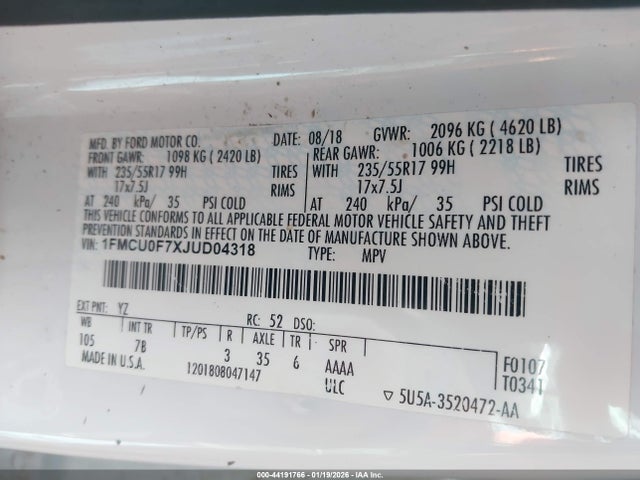 MFD. BY FORD MOTOR CO. DATE: 08/18 GVWR: 2096 KG ( 4620 LB)
FRONT GAWR: 1098 KG ( 2420 LB) REAR GAWR: 1006 KG ( 2218 LB)
WITH 235/55R17 99H TIRES WITH 235/55R17 99H TIRES
17x7.5J RIMS 17x7.5J RIMS
AT 240 kPa/ 35 PSI COLD AT 240 kPa/ 35 PSI COLD
THIS VEHICLE CONFORMS TO ALL APPLICABLE FEDERAL MOTOR VEHICLE SAFETY AND THEFT
PREVENTION STANDARDS IN EFFECT ON THE DATE OF MANUFACTURE SHOWN ABOVE.
VIN: 1FMCU0F7XJUD04318 TYPE: MPV
EXT PNT: YZ RC: 52 DSO:
WB INT TR TP/PS R AXLE TR SPR
105 7B 3 35 6 AAAA F0107
MADE IN U.S.A. 1201808047147 ULC T0341
▽ 5U5A-3520472-AA
000-44191766 - 01/19/2026 - IAA Inc.